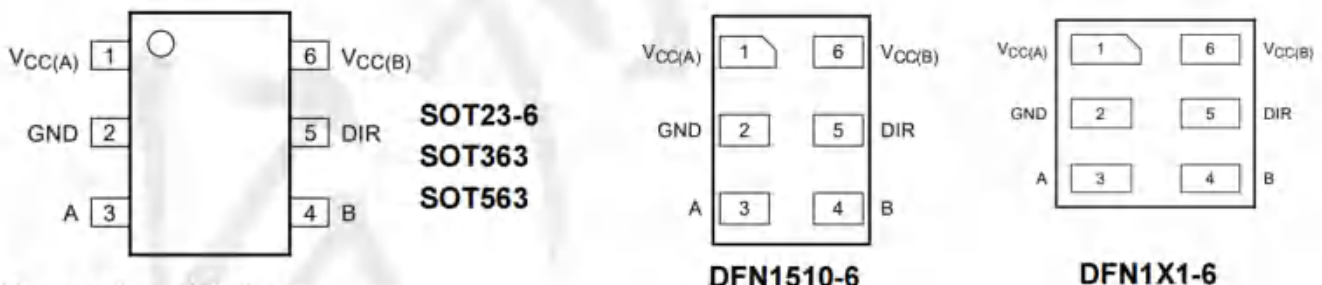 VCC(A) 1 6 VCC(B)
GND 2 5 DIR
A 3 4 B
SOT23-6
SOT363
SOT563
VCC(A) 1 6 VCC(B)
GND 2 5 DIR
A 3 4 B
DFN1510-6
VCC(A) 1 6 VCC(B)
GND 2 5 DIR
A 3 4 B
DFN1X1-6